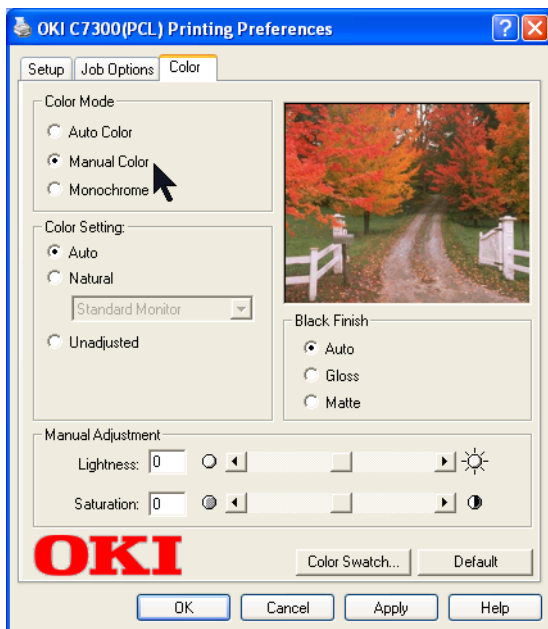 OKI C7300(PCL) Printing Preferences
Setup
Job Options
Color
Color Mode
Auto Color
Manual Color
Monochrome
Color Setting:
Auto
Natural
Standard Monitor
Unadjusted
Black Finish
Auto
Gloss
Matte
Manual Adjustment
Lightness: 0
Saturation: 0
OKI
Color Swatch...
Default
OK
Cancel
Apply
Help